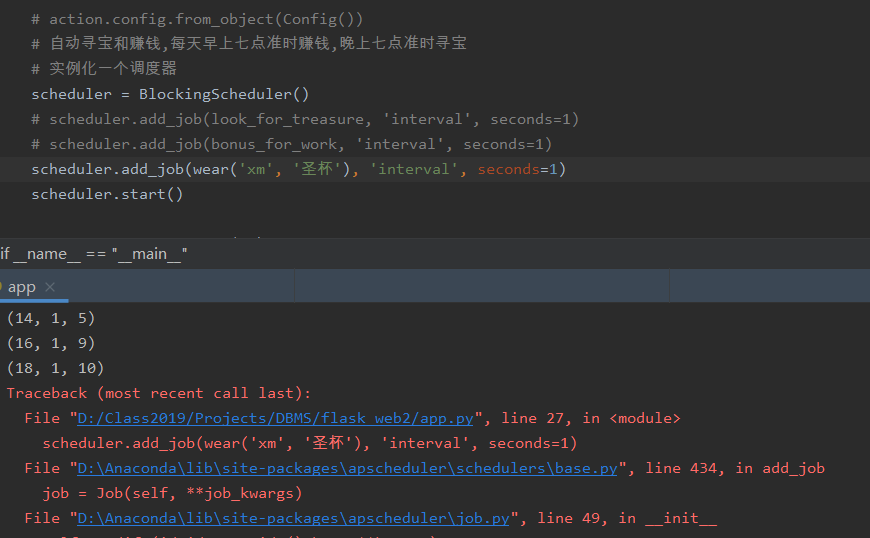 # action.config.from_object(Config())
# 自动寻宝和赚钱,每天早上七点准时赚钱,晚上七点准时寻宝
# 实例化一个调度器
scheduler = BlockingScheduler()
# scheduler.add_job(look_for_treasure, 'interval', seconds=1)
# scheduler.add_job(bonus_for_work, 'interval', seconds=1)
scheduler.add_job(wear('xm', '圣杯'), 'interval', seconds=1)
scheduler.start()
if __name__ == "__main__"
app ×
(14, 1, 5)
(16, 1, 9)
(18, 1, 10)
Traceback (most recent call last):
File "D:/Class2019/Projects/DBMS/flask_web2/app.py", line 27, in <module>
scheduler.add_job(wear('xm', '圣杯'), 'interval', seconds=1)
File "D:\Anaconda\lib\site-packages\apscheduler\schedulers\base.py", line 434, in add_job
job = Job(self, **job_kwargs)
File "D:\Anaconda\lib\site-packages\apscheduler\job.py", line 49, in __init__